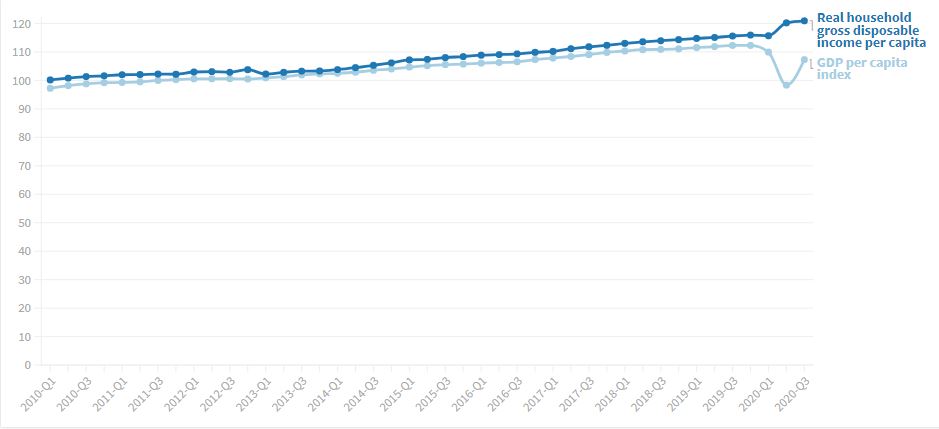 120
110
100
90
80
70
60
50
40
30
20
10
0
Real household
gross disposable
income per capita
GDP per capita
index
2010-Q1
2010-Q3
2011-Q1
2011-Q3
2012-Q1
2012-Q3
2013-Q1
2013-Q3
2014-Q1
2014-Q3
2015-Q1
2015-Q3
2016-Q1
2016-Q3
2017-Q1
2017-Q3
2018-Q1
2018-Q3
2019-Q1
2019-Q3
2020-Q1
2020-Q3